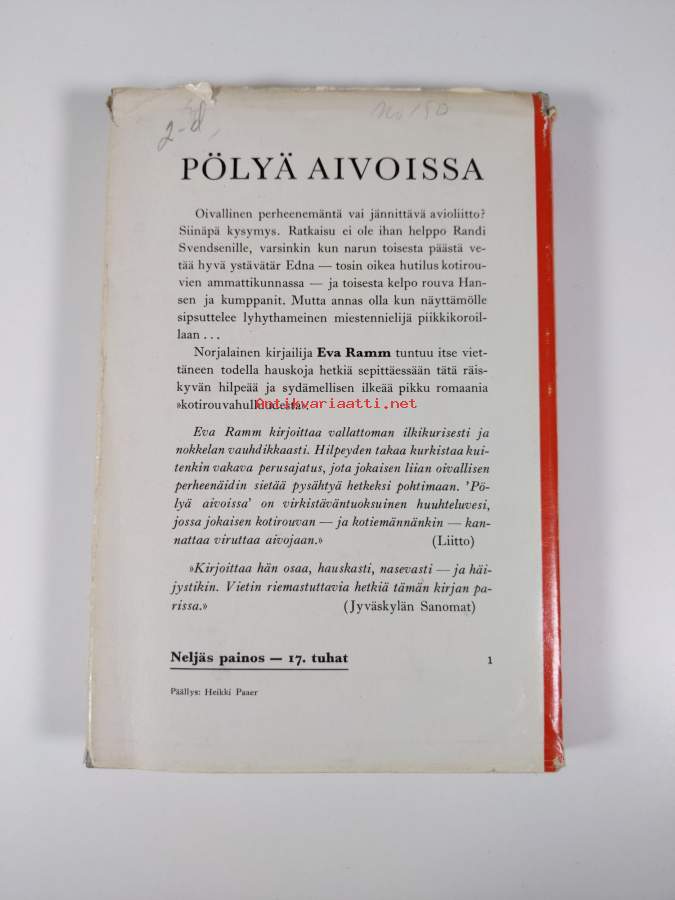 2-d,
PÖLYÄ AIVOISSA
Oivallinen perheenemäntä vai jännittävä avioliitto?
Siinäpä kysymys. Ratkaisu ei ole ihan helppo Randi
Svendsenille, varsinkin kun narun toisesta päästä ve-
tää hyvä ystävätär Edna — tosin oikea hutilus kotirou-
vien ammattikunnassa — ja toisesta kelpo rouva Han-
sen ja kumppanit. Mutta annas olla kun näyttämölle
sipsuttelee lyhythameinen miestennielijä piikkikoroil-
laan . . .
Norjalainen kirjailija Eva Ramm tuntuu itse viet-
täneen todella hauskoja hetkiä sepittäessään tätä räis-
kyvän hilpeää ja sydämellisen ilkeää pikku romaania
»kotirouvahulluudesta».
Antikvariaatti.net
Eva Ramm kirjoittaa vallattoman ilkikurisesti ja
nokkelan vauhdikkaasti. Hilpeyden takaa kurkistaa kui-
tenkin vakava perusajatus, jota jokaisen liian oivallisen
perheenäidin sietää pysähtyä hetkeksi pohtimaan. 'Pö-
lyä aivoissa' on virkistäväntuoksuinen huuhteluvesi,
jossa jokaisen kotirouvan — ja kotiemännänkin — kan-
nattaa viruttaa aivojaan.» (Liitto)
»Kirjoittaa hän osaa, hauskasti, nasevasti — ja häi-
jystikin. Vietin riemastuttavia hetkiä tämän kirjan pa-
rissa.» (Jyväskylän Sanomat)
Neljäs painos — 17. tuhat 1
Päällys: Heikki Paaer